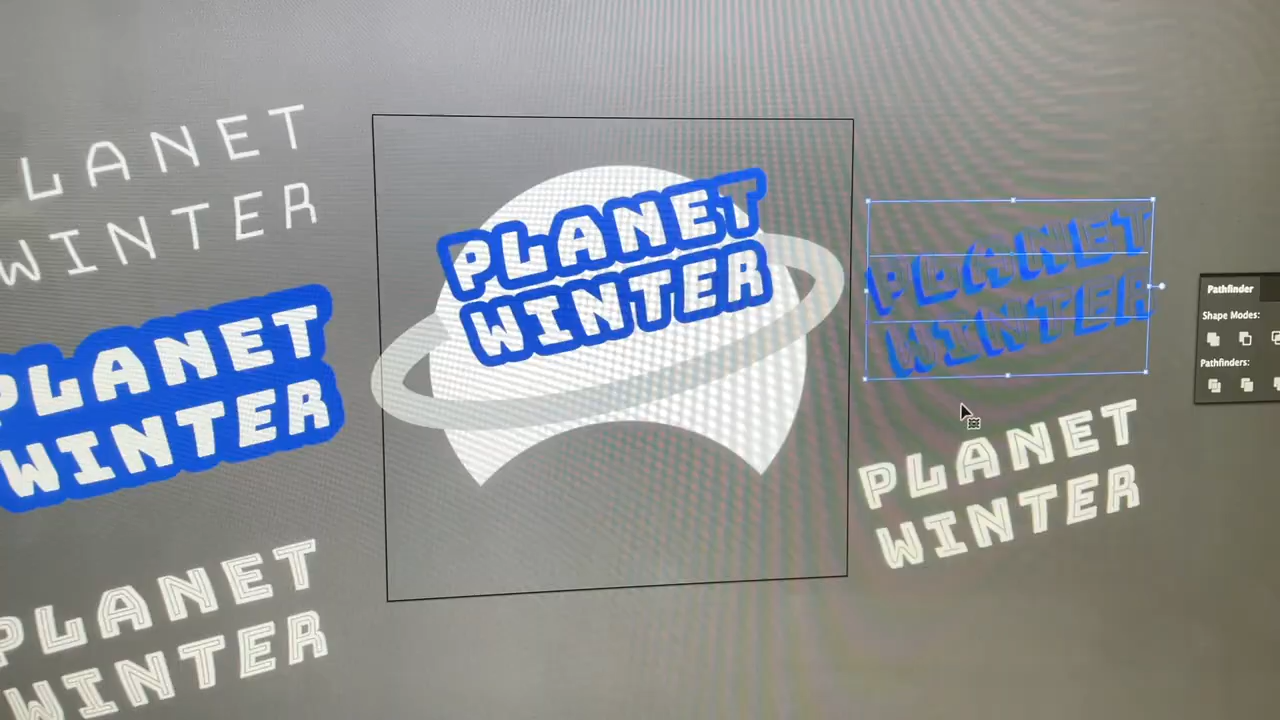 PLANET
WINTER
PLANET
WINTER
PLANET
WINTER
PLANET
WINTER
PLANET
WINTER
PLANET
WINTER
Pathfinder
Shape Modes:
Pathfinders: